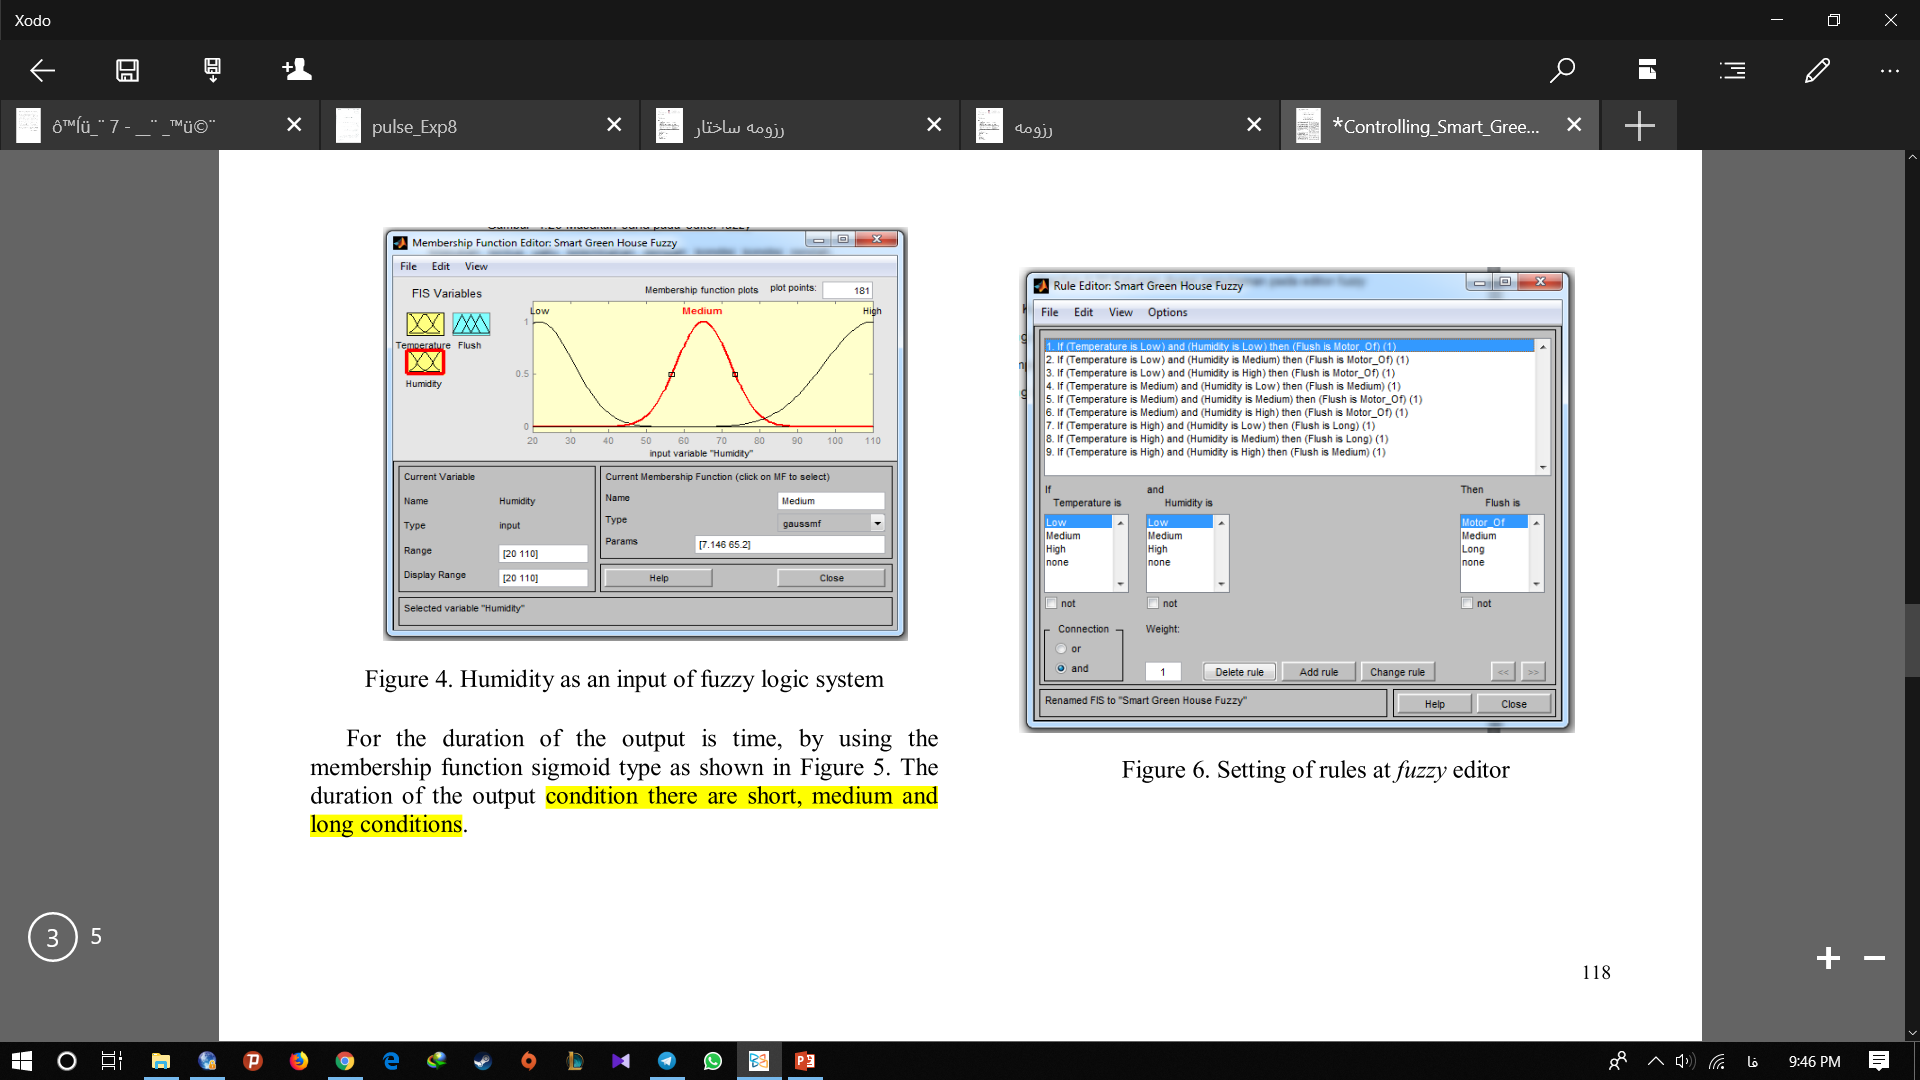 Xodo
pulse_Exp8
رزومه ساختار
رزومه
*Controlling_Smart_Gree...
Membership Function Editor: Smart Green House Fuzzy
File Edit View
FIS Variables
Membership function plots plot points: 181
Low Medium High
Temperature Flush
Humidity
1
0.5
0
20 30 40 50 60 70 80 90 100 110
input variable "Humidity"
Current Variable
Name Humidity
Type input
Range [20 110]
Display Range [20 110]
Current Membership Function (click on MF to select)
Name Medium
Type gaussmf
Params [7.146 65.2]
Help Close
Selected variable "Humidity"
Figure 4. Humidity as an input of fuzzy logic system
For the duration of the output is time, by using the
membership function sigmoid type as shown in Figure 5. The
duration of the output condition there are short, medium and
long conditions.
Rule Editor: Smart Green House Fuzzy
File Edit View Options
1. If (Temperature is Low) and (Humidity is Low) then (Flush is Motor_Of) (1)
2. If (Temperature is Low) and (Humidity is Medium) then (Flush is Motor_Of) (1)
3. If (Temperature is Low) and (Humidity is High) then (Flush is Motor_Of) (1)
4. If (Temperature is Medium) and (Humidity is Low) then (Flush is Medium) (1)
5. If (Temperature is Medium) and (Humidity is Medium) then (Flush is Motor_Of) (1)
6. If (Temperature is Medium) and (Humidity is High) then (Flush is Motor_Of) (1)
7. If (Temperature is High) and (Humidity is Low) then (Flush is Long) (1)
8. If (Temperature is High) and (Humidity is Medium) then (Flush is Long) (1)
9. If (Temperature is High) and (Humidity is High) then (Flush is Medium) (1)
If and Then
Temperature is Humidity is Flush is
Low Low Motor_Of
Medium Medium Medium
High High Long
none none none
not not not
Connection Weight:
or
and
1 Delete rule Add rule Change rule << >>
Renamed FIS to "Smart Green House Fuzzy"
Help Close
Figure 6. Setting of rules at fuzzy editor
3 5
118
فا 9:46 PM